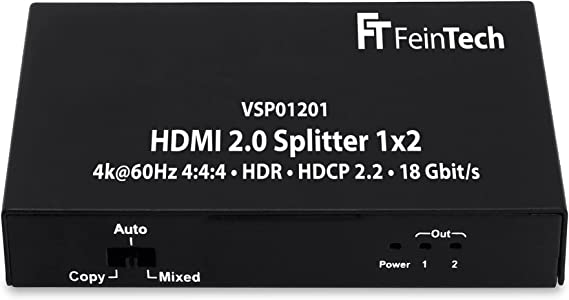 FT FeinTech
VSP01201
HDMI 2.0 Splitter 1x2
4k@60Hz 4:4:4 • HDR • HDCP 2.2 • 18 Gbit/s
Auto
Copy Mixed
Out
Power 1 2